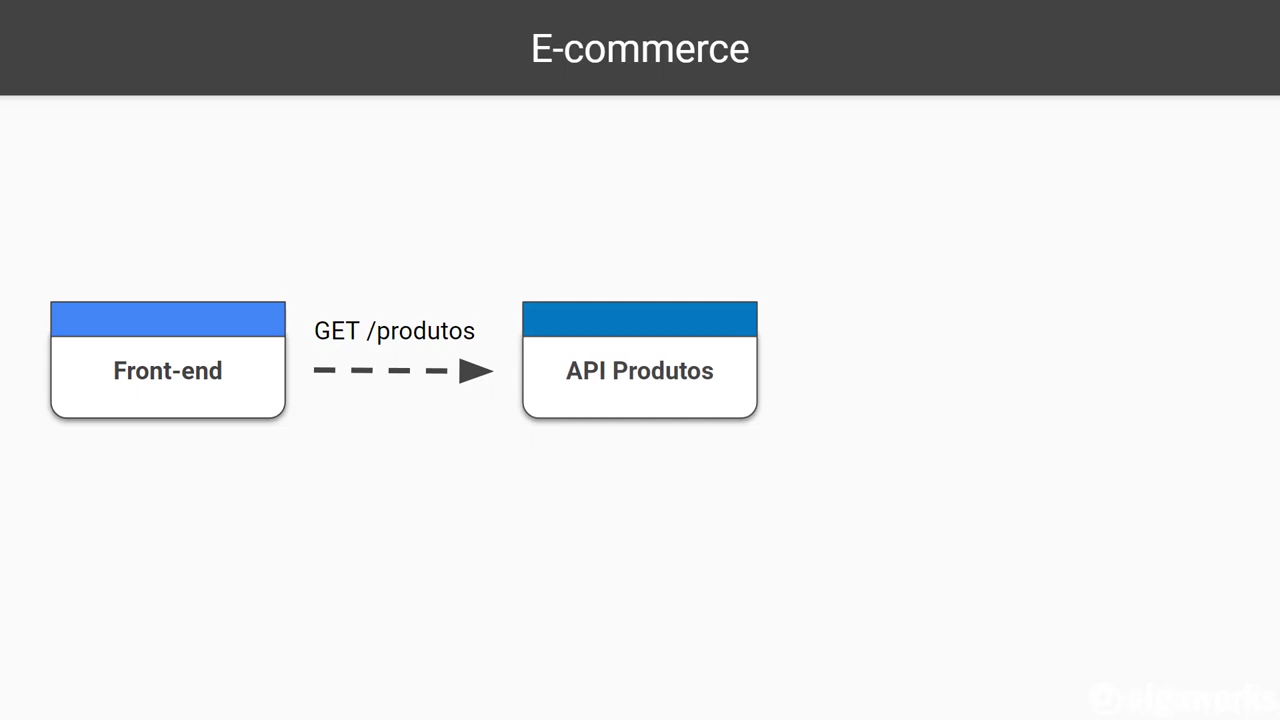 E-commerce
GET /produtos
Front-end
API Produtos